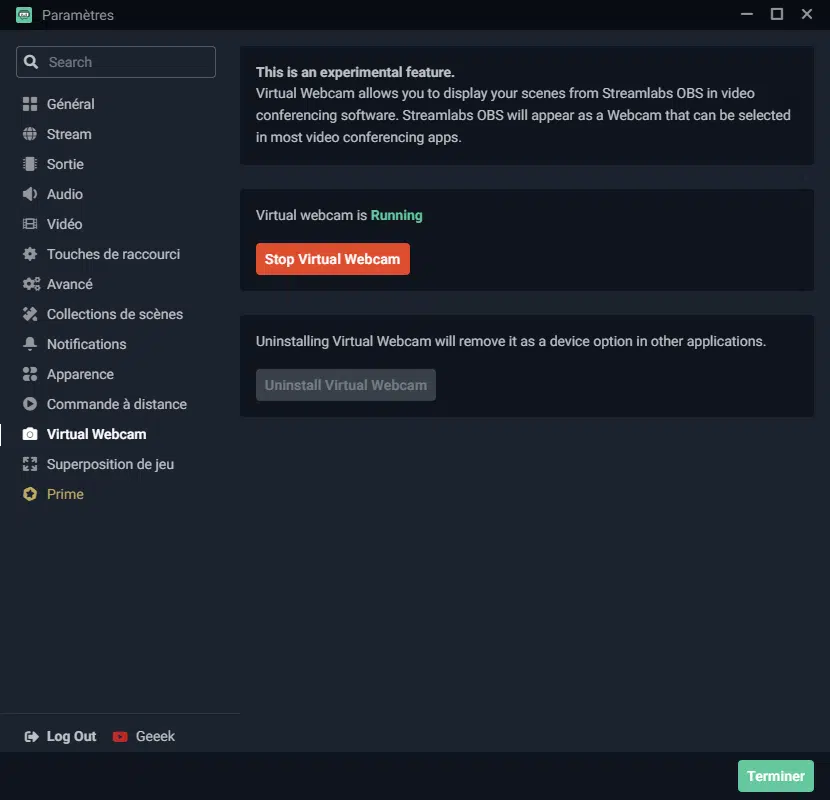 Paramètres
Search
Général
Stream
Sortie
Audio
Vidéo
Touches de raccourci
Avancé
Collections de scènes
Notifications
Apparence
Commande à distance
Virtual Webcam
Superposition de jeu
Prime
Log Out
Geeek
This is an experimental feature.
Virtual Webcam allows you to display your scenes from Streamlabs OBS in video
conferencing software. Streamlabs OBS will appear as a Webcam that can be selected
in most video conferencing apps.
Virtual webcam is Running
Stop Virtual Webcam
Uninstalling Virtual Webcam will remove it as a device option in other applications.
Uninstall Virtual Webcam
Terminer